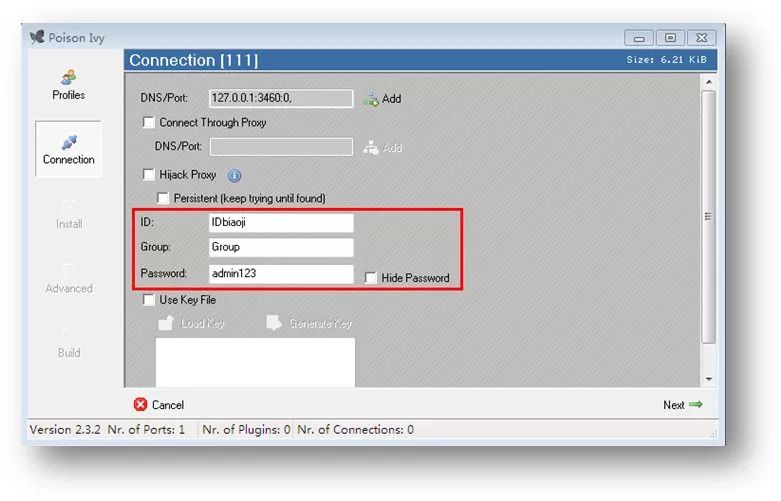 Poison Ivy
Connection [111]
Size: 6.21 KiB
Profiles
Connection
Install
Advanced
Build
DNS/Port: 127.0.0.1:3460:0, Add
Connect Through Proxy
DNS/Port: Add
Hijack Proxy
Persistent (keep trying until found)
ID: IDbiaoji
Group: Group
Password: admin123 Hide Password
Use Key File
Load Key Generate Key
Cancel Next
Version 2.3.2 Nr. of Ports: 1 Nr. of Plugins: 0 Nr. of Connections: 0